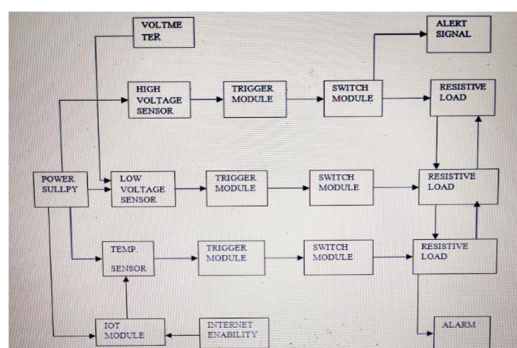 VOLTME
TER
ALERT
SIGNAL
HIGH
VOLTAGE
SENSOR
TRIGGER
MODULE
SWITCH
MODULE
RESISTIVE
LOAD
POWER
SULLPY
LOW
VOLTAGE
SENSOR
TRIGGER
MODULE
SWITCH
MODULE
RESISTIVE
LOAD
TEMP.
SENSOR
TRIGGER
MODULE
SWITCH
MODULE
RESISTIVE
LOAD
IOT
MODULE
INTERNET
ENABILITY
ALARM